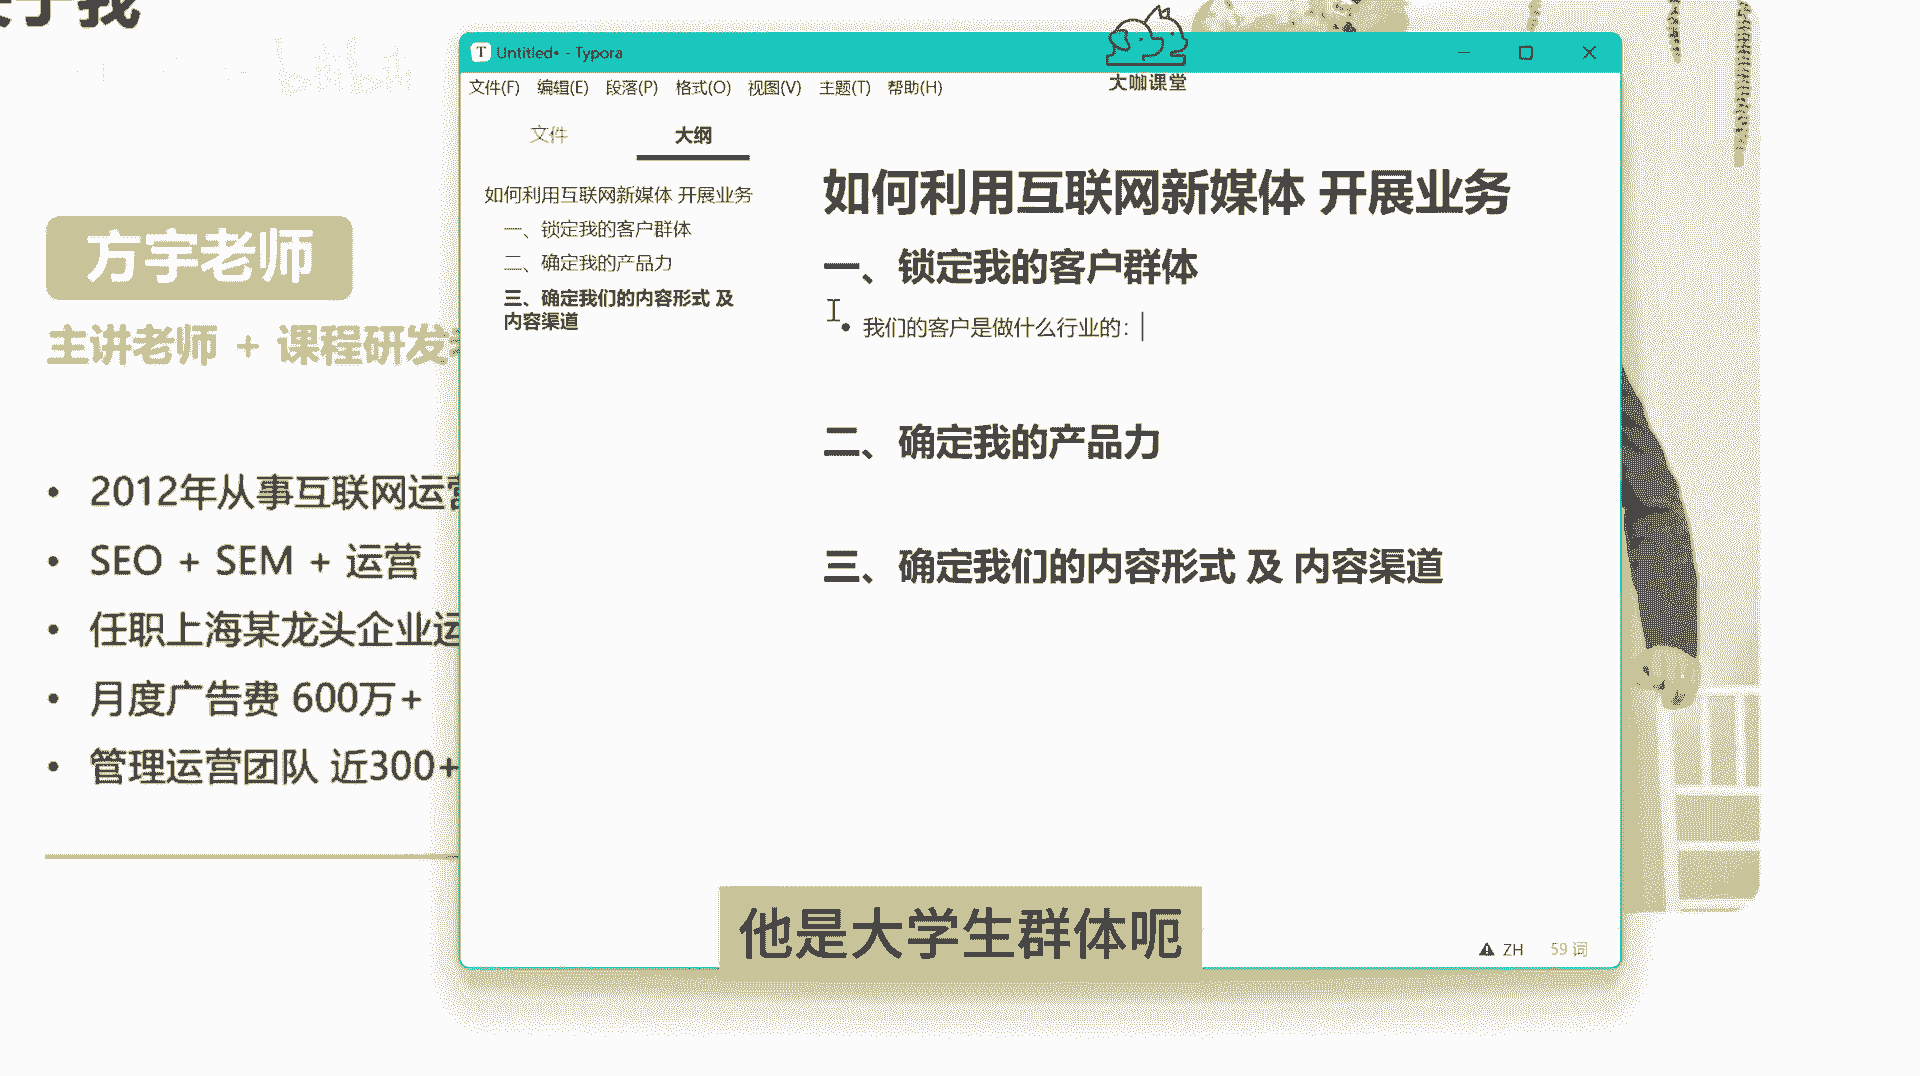 于我
bilibili
方宇老师
主讲老师 + 课程研发
2012年从事互联网运营
SEO + SEM + 运营
任职上海某龙头企业运
月度广告费 600万+
管理运营团队 近300+
T Untitled• - Typora
大咖课堂
文件(F) 编辑(E) 段落(P) 格式(O) 视图(V) 主题(T) 帮助(H)
文件 大纲
如何利用互联网新媒体 开展业务
一、锁定我的客户群体
二、确定我的产品力
三、确定我们的内容形式 及
内容渠道
如何利用互联网新媒体 开展业务
一、锁定我的客户群体
我们的客户是做什么行业的：
二、确定我的产品力
三、确定我们的内容形式 及 内容渠道
他是大学生群体呃
ZH 59 词